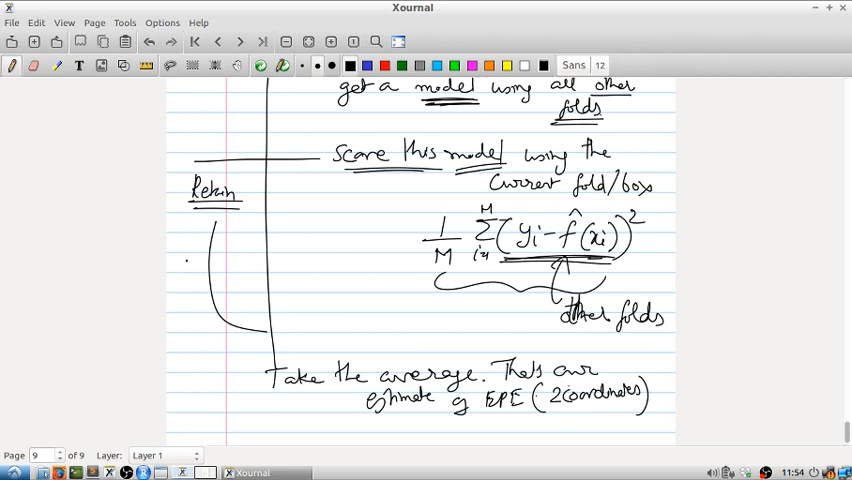 Xournal
File Edit View Page Tools Options Help
Sans 12
get a model using all other
folds
Score this model using the
Current fold/box
Retain
1/M M Σ i=1 (yi - f̂(xi))²
other folds
Take the average. That's our
estimate of EPE (2coordinates)
Page 9 of 9 Layer: Layer 1
Xournal 11:54